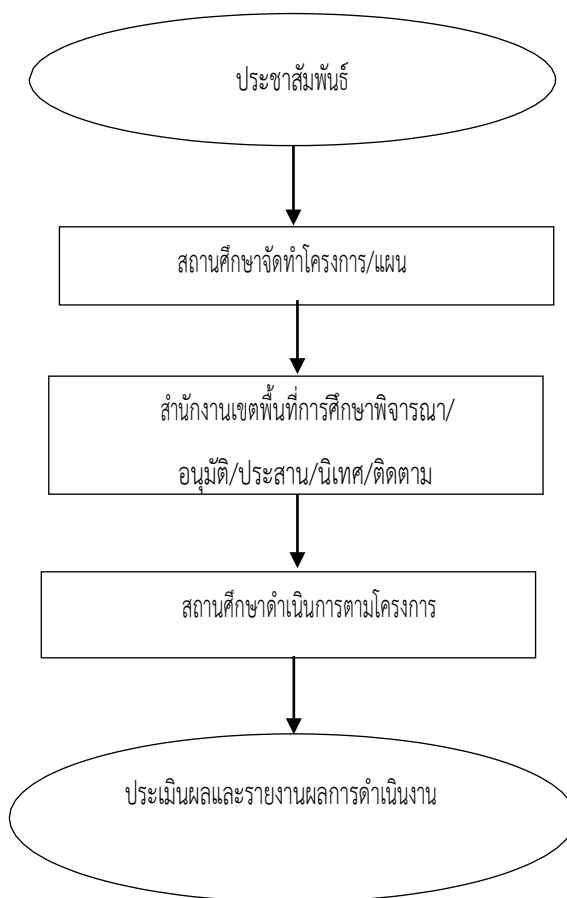 ประชาสัมพันธ์
สถานศึกษาจัดทำโครงการ/แผน
สำนักงานเขตพื้นที่การศึกษาพิจารณา/
อนุมัติ/ประสาน/นิเทศ/ติดตาม
สถานศึกษาดำเนินการตามโครงการ
ประเมินผลและรายงานผลการดำเนินงาน